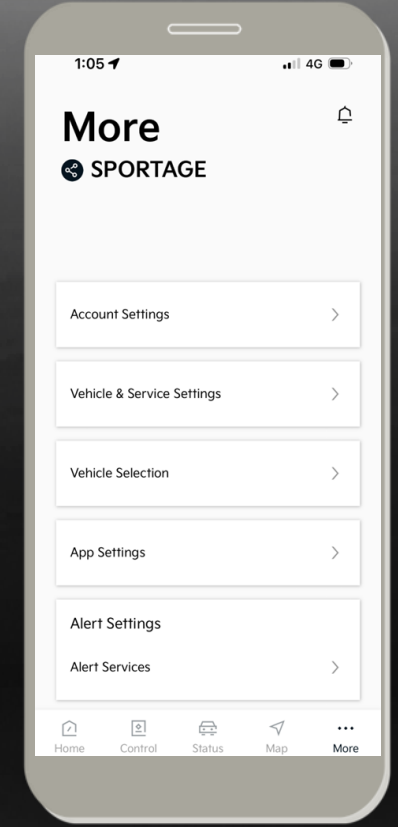 1:05 4G
More
SPORTAGE
Account Settings
Vehicle & Service Settings
Vehicle Selection
App Settings
Alert Settings
Alert Services
Home Control Status Map More